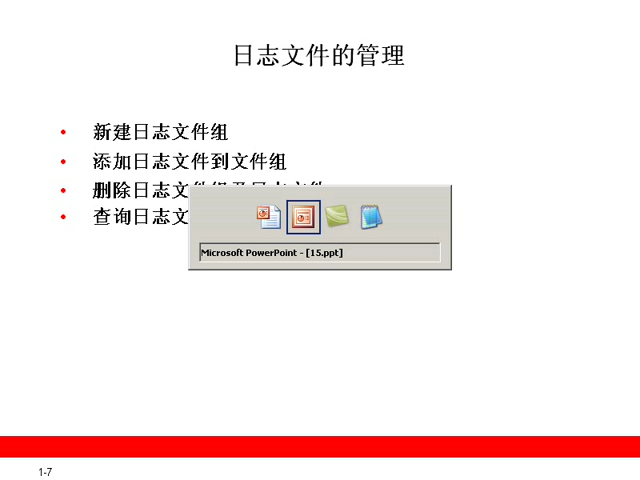 日志文件的管理
• 新建日志文件组
• 添加日志文件到文件组
• 删除日志文件组及日志文件
• 查询日志文
Microsoft PowerPoint - [15.ppt]
1-7